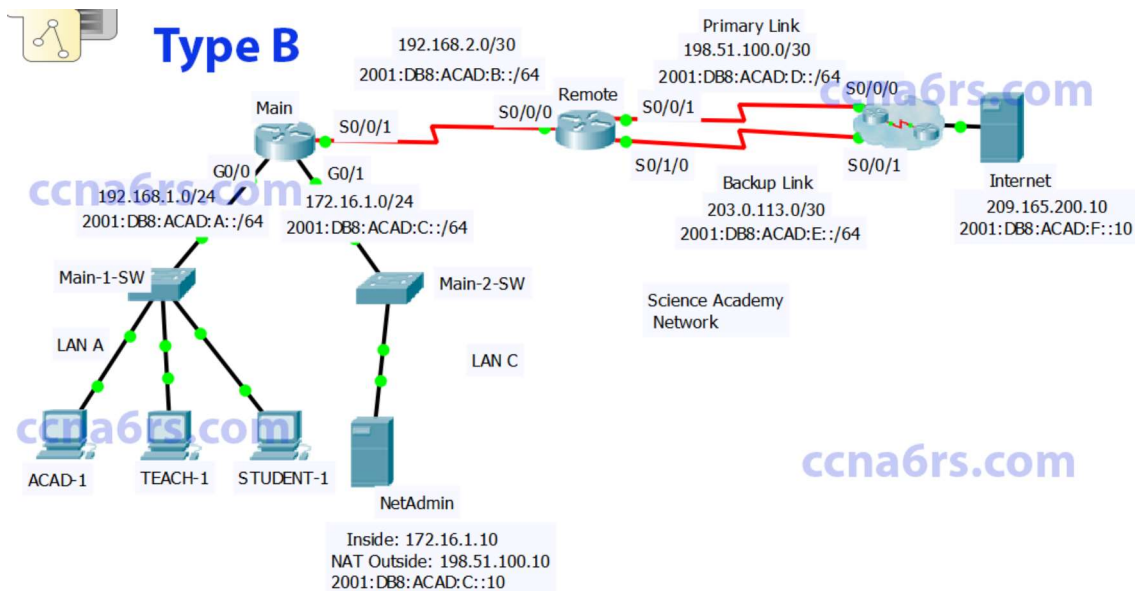 Type B
Primary Link
192.168.2.0/30
198.51.100.0/30
2001:DB8:ACAD:B::/64
2001:DB8:ACAD:D::/64
ccna6rs.com
Main
Remote
S0/0/0
S0/0/1
S0/0/0
S0/0/1
S0/1/0
S0/0/1
G0/0
G0/1
ccna6rs.com
192.168.1.0/24
2001:DB8:ACAD:A::/64
172.16.1.0/24
2001:DB8:ACAD:C::/64
Backup Link
203.0.113.0/30
2001:DB8:ACAD:E::/64
Internet
209.165.200.10
2001:DB8:ACAD:F::10
Main-1-SW
Main-2-SW
Science Academy
Network
LAN A
LAN C
ccna6rs.com
ccna6rs.com
ACAD-1
TEACH-1
STUDENT-1
NetAdmin
Inside: 172.16.1.10
NAT Outside: 198.51.100.10
2001:DB8:ACAD:C::10